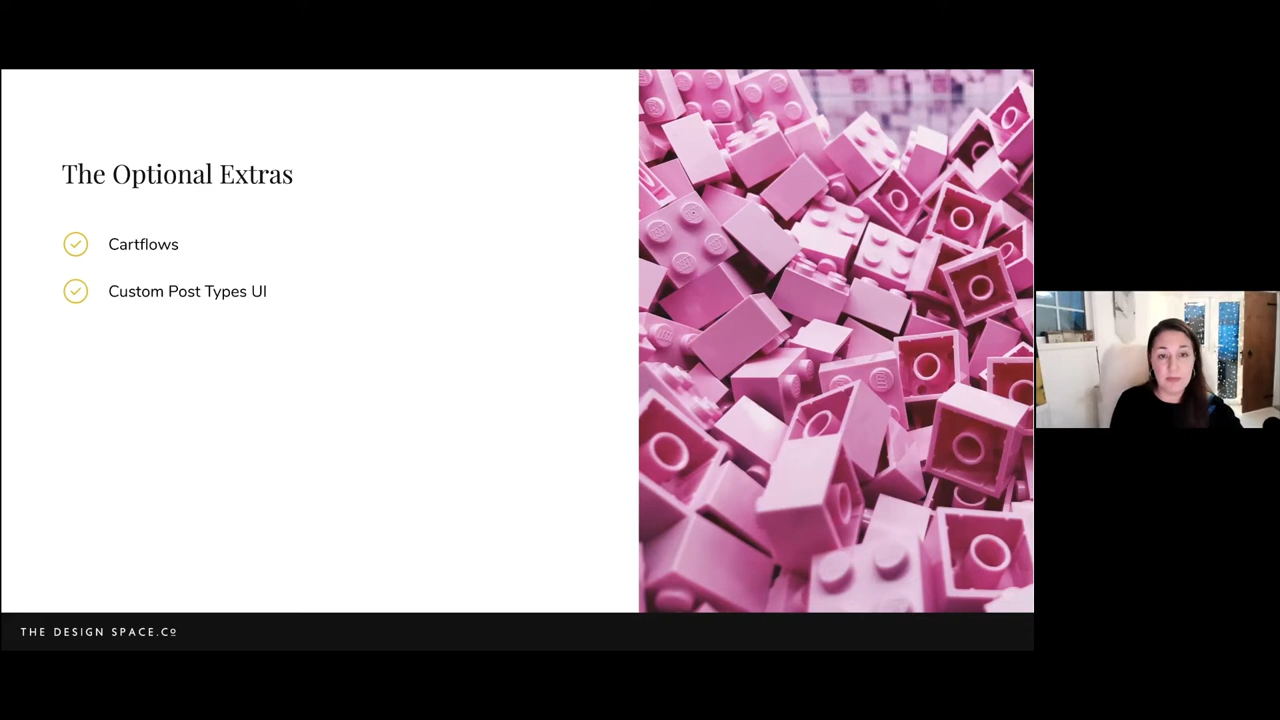 The Optional Extras
Cartflows
Custom Post Types UI
THE DESIGN SPACE.Cº